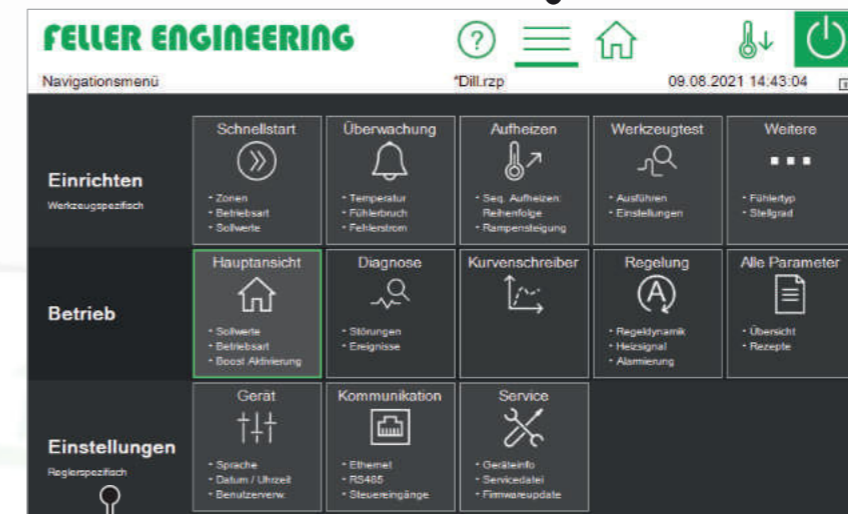 FELLER ENGINEERING
Navigationsmenü
*Dill.rzp
09.08.2021 14:43:04
Einrichten
Werkzeugspezifisch
Schnellstart
• Zonen
• Betriebsart
• Sollwerte
Überwachung
• Temperatur
• Fühlerbruch
• Fehlerstrom
Aufheizen
• Seq. Aufheizen:
Reihenfolge
• Rampensteigung
Werkzeugtest
• Ausführen
• Einstellungen
Weitere
• Fühlertyp
• Stellgrad
Betrieb
Hauptansicht
• Sollwerte
• Betriebsart
• Boost Aktivierung
Diagnose
• Störungen
• Ereignisse
Kurvenschreiber
Regelung
• Regeldynamik
• Heizsignal
• Alarmierung
Alle Parameter
• Übersicht
• Rezepte
Einstellungen
Reglerspezifisch
Gerät
• Sprache
• Datum / Uhrzeit
• Benutzerverw.
Kommunikation
• Ethernet
• RS485
• Steuereingänge
Service
• Geräteinfo
• Servicedatei
• Firmwareupdate